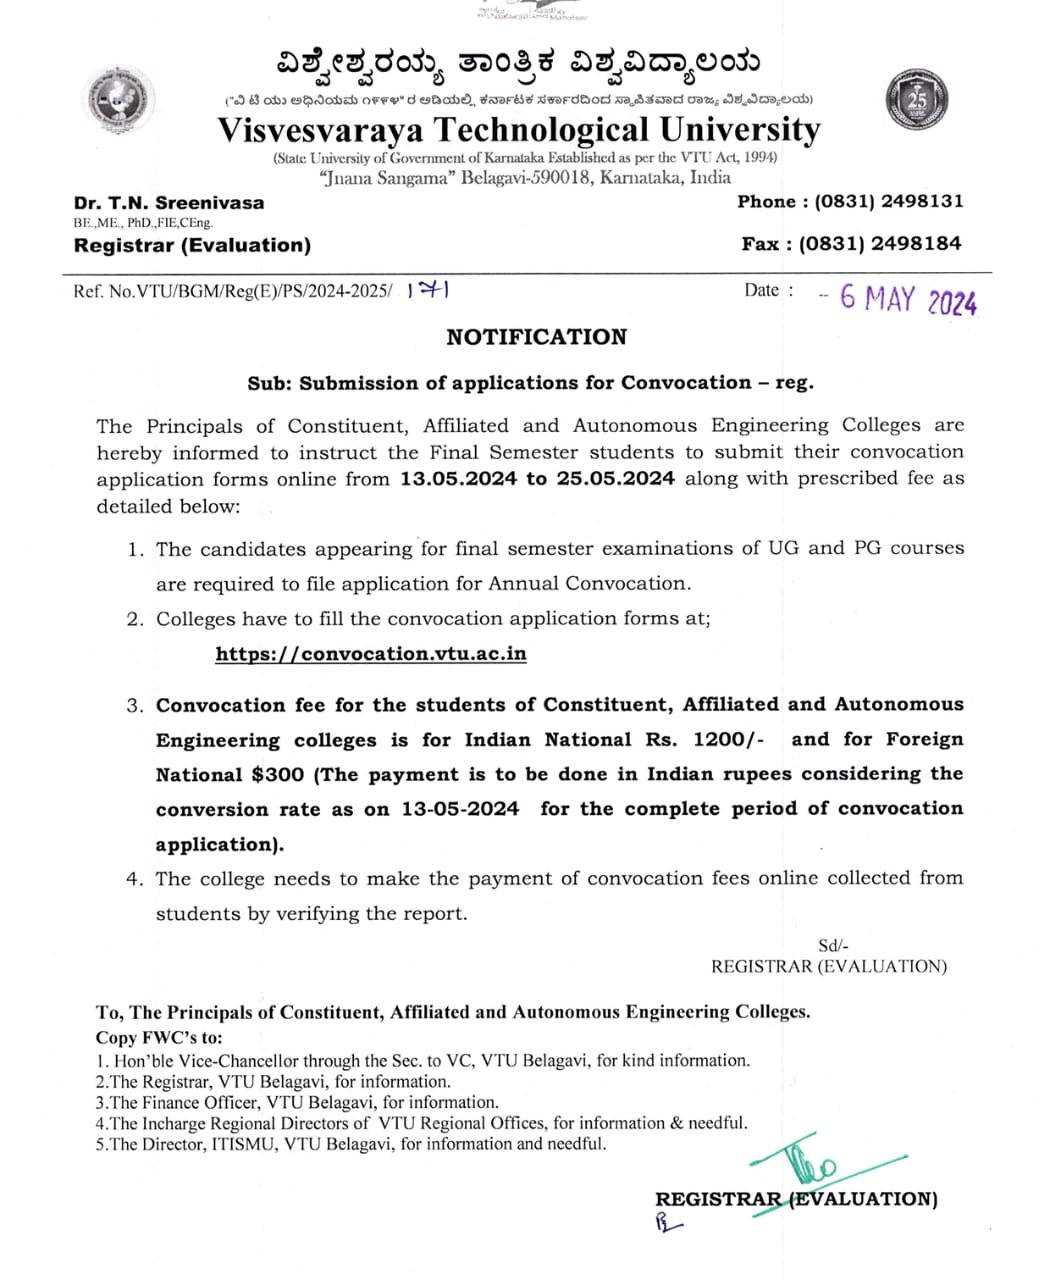 ವಿಶ್ವೇಶ್ವರಯ್ಯ ತಾಂತ್ರಿಕ ವಿಶ್ವವಿದ್ಯಾಲಯ
("ವಿ ಟಿ ಯು ಅಧಿನಿಯಮ ೧೯೯೪" ರ ಅಡಿಯಲ್ಲಿ ಕರ್ನಾಟಕ ಸರ್ಕಾರದಿಂದ ಸ್ಥಾಪಿತವಾದ ರಾಜ್ಯ ವಿಶ್ವವಿದ್ಯಾಲಯ)
25
Visvesvaraya Technological University
(State University of Government of Karnataka Established as per the VTU Act, 1994)
“Jnana Sangama” Belagavi-590018, Karnataka, India
Dr. T.N. Sreenivasa
Phone : (0831) 2498131
BE.,ME., PhD.,FIE,CEng.
Registrar (Evaluation)
Fax : (0831) 2498184
Ref. No.VTU/BGM/Reg(E)/PS/2024-2025/ 171
Date : - 6 MAY 2024
NOTIFICATION
Sub: Submission of applications for Convocation – reg.
The Principals of Constituent, Affiliated and Autonomous Engineering Colleges are
hereby informed to instruct the Final Semester students to submit their convocation
application forms online from 13.05.2024 to 25.05.2024 along with prescribed fee as
detailed below:
1. The candidates appearing for final semester examinations of UG and PG courses
are required to file application for Annual Convocation.
2. Colleges have to fill the convocation application forms at;
https://convocation.vtu.ac.in
3. Convocation fee for the students of Constituent, Affiliated and Autonomous
Engineering colleges is for Indian National Rs. 1200/- and for Foreign
National $300 (The payment is to be done in Indian rupees considering the
conversion rate as on 13-05-2024 for the complete period of convocation
application).
4. The college needs to make the payment of convocation fees online collected from
students by verifying the report.
Sd/-
REGISTRAR (EVALUATION)
To, The Principals of Constituent, Affiliated and Autonomous Engineering Colleges.
Copy FWC’s to:
1. Hon’ble Vice-Chancellor through the Sec. to VC, VTU Belagavi, for kind information.
2.The Registrar, VTU Belagavi, for information.
3.The Finance Officer, VTU Belagavi, for information.
4.The Incharge Regional Directors of VTU Regional Offices, for information & needful.
5.The Director, ITISMU, VTU Belagavi, for information and needful.
REGISTRAR (EVALUATION)